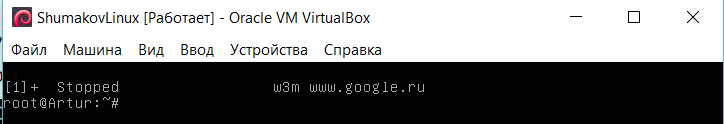 ShumakovLinux [Работает] - Oracle VM VirtualBox
Файл Машина Вид Ввод Устройства Справка
[1]+  Stopped                 w3m www.google.ru
root@Artur:~#